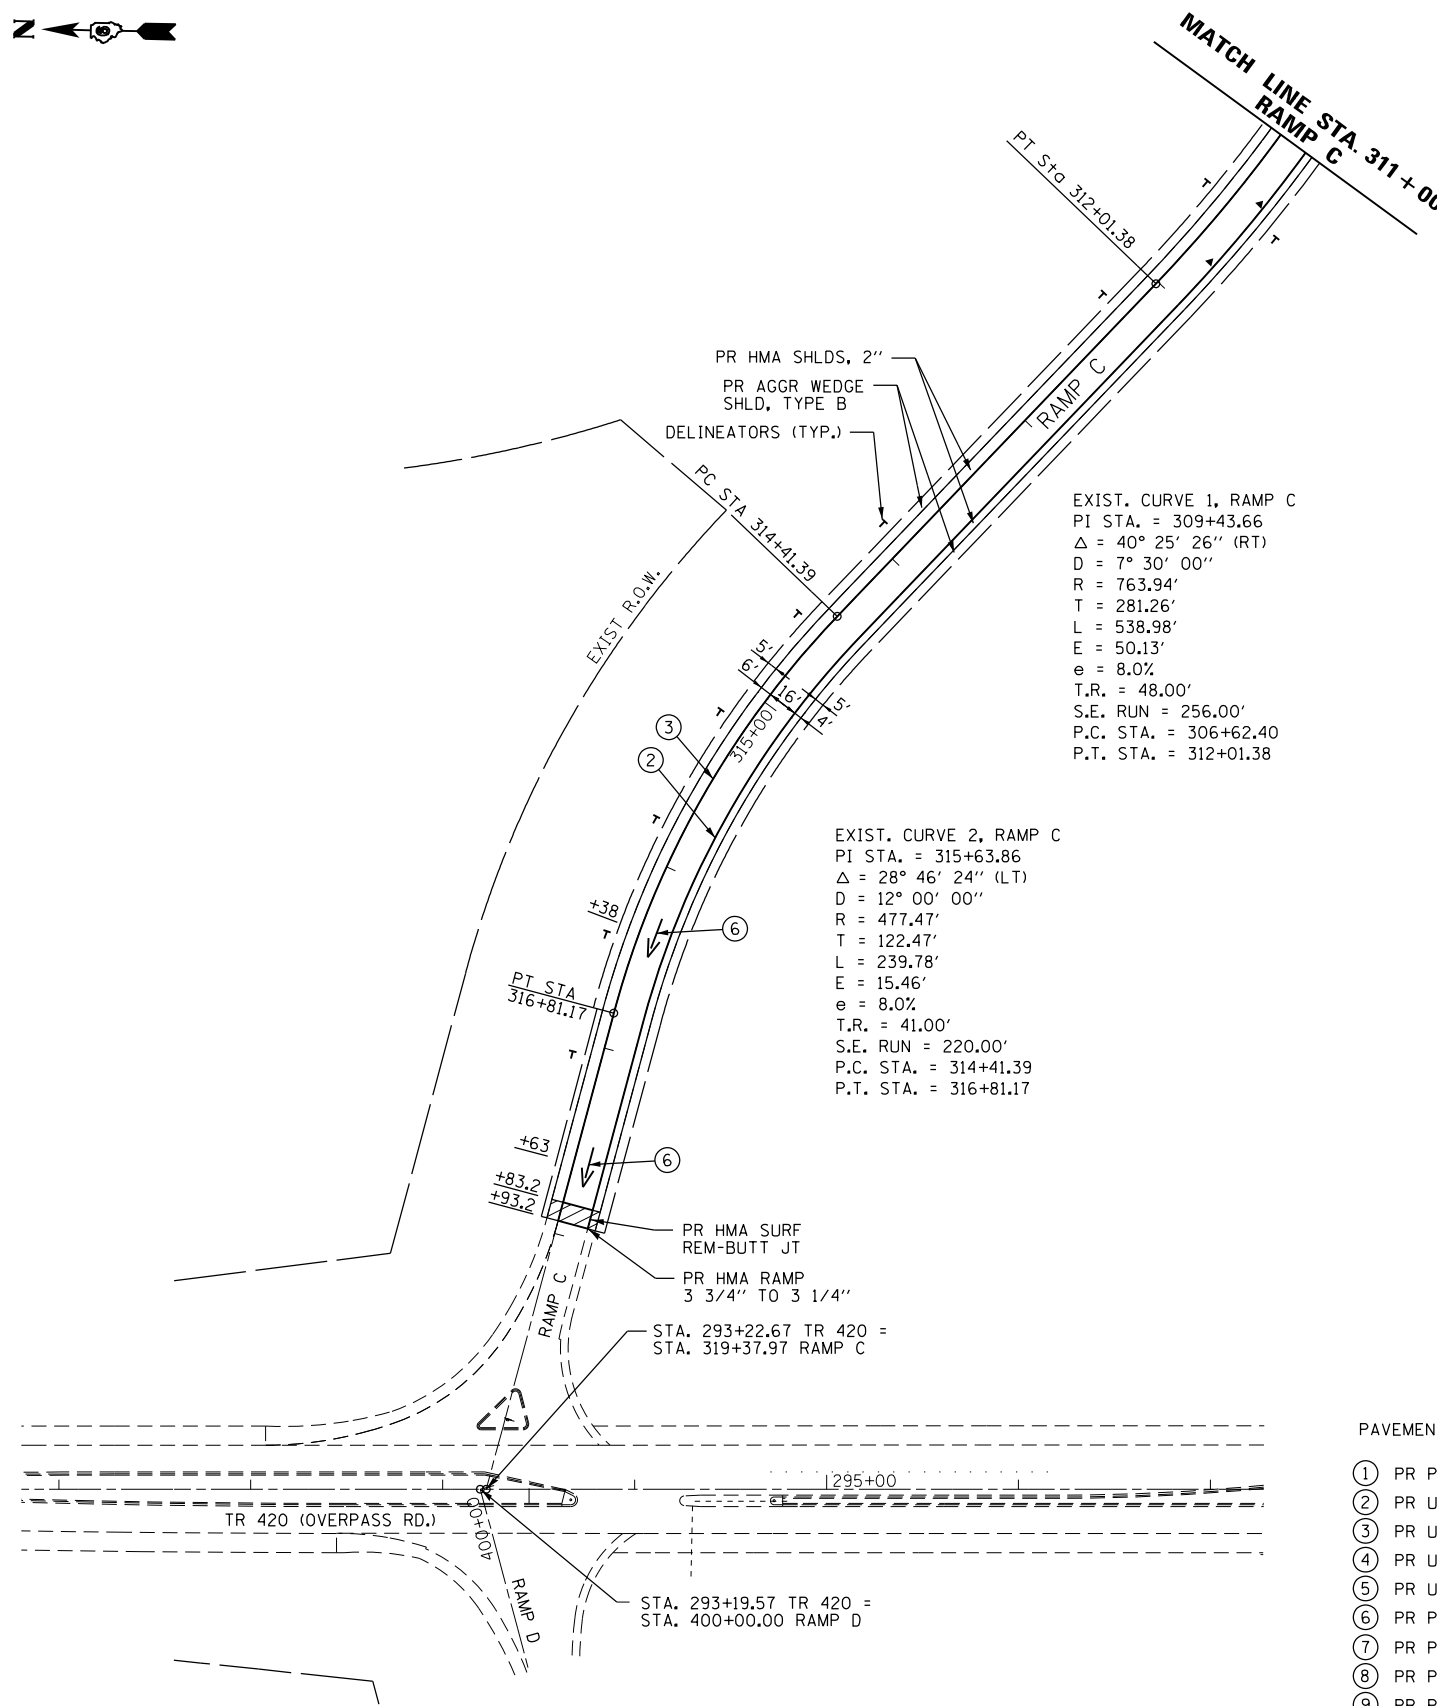 N
MATCH LINE STA. 311+00
RAMP C
PT Sta 312+01.38
PR HMA SHLDS, 2''
PR AGGR WEDGE
SHLD, TYPE B
DELINEATORS (TYP.)
RAMP C
PC STA 314+41.39
EXIST R.O.W.
EXIST. CURVE 1, RAMP C
PI STA. = 309+43.66
Δ = 40° 25' 26'' (RT)
D = 7° 30' 00''
R = 763.94'
T = 281.26'
L = 538.98'
E = 50.13'
e = 8.0%
T.R. = 48.00'
S.E. RUN = 256.00'
P.C. STA. = 306+62.40
P.T. STA. = 312+01.38
5'
6'
16'
5'
4'
315+00
3
2
EXIST. CURVE 2, RAMP C
PI STA. = 315+63.86
Δ = 28° 46' 24'' (LT)
D = 12° 00' 00''
R = 477.47'
T = 122.47'
L = 239.78'
E = 15.46'
e = 8.0%
T.R. = 41.00'
S.E. RUN = 220.00'
P.C. STA. = 314+41.39
P.T. STA. = 316+81.17
+38
6
PT STA
316+81.17
+63
6
+83.2
+93.2
PR HMA SURF
REM-BUTT JT
PR HMA RAMP
3 3/4'' TO 3 1/4''
RAMP C
STA. 293+22.67 TR 420 =
STA. 319+37.97 RAMP C
295+00
TR 420 (OVERPASS RD.)
400+00
RAMP D
STA. 293+19.57 TR 420 =
STA. 400+00.00 RAMP D
PAVEMEN
1 PR P
2 PR U
3 PR U
4 PR U
5 PR U
6 PR P
7 PR P
8 PR P
9 PR P